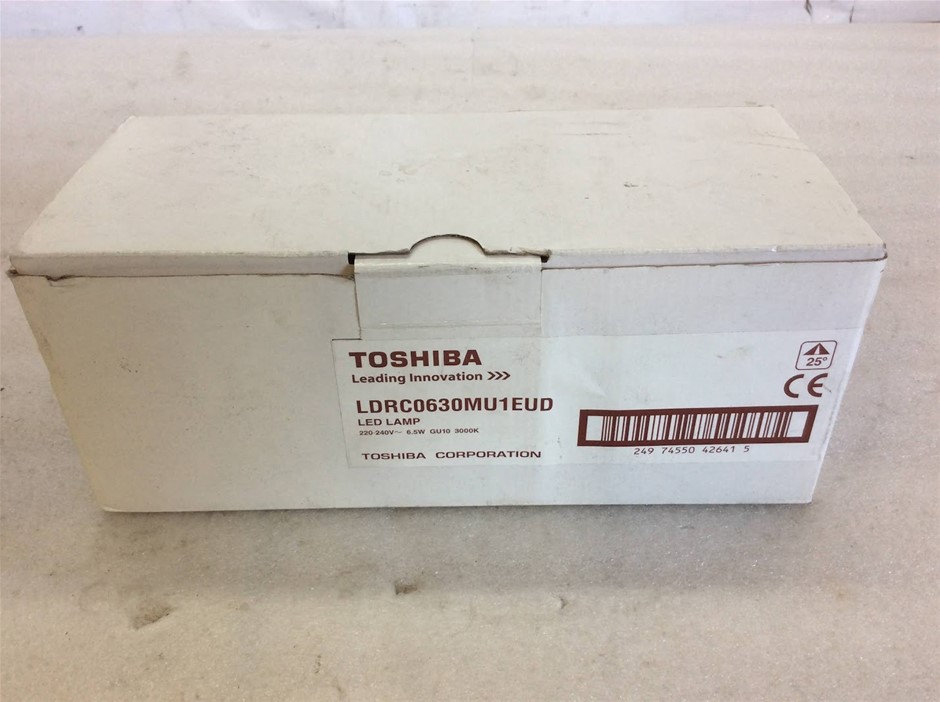 TOSHIBA
Leading Innovation >>>
LDRC0630MU1EUD
LED LAMP
220-240V~ 6.5W GU10 3000K
TOSHIBA CORPORATION
25°
CE
249 74550 42641 5